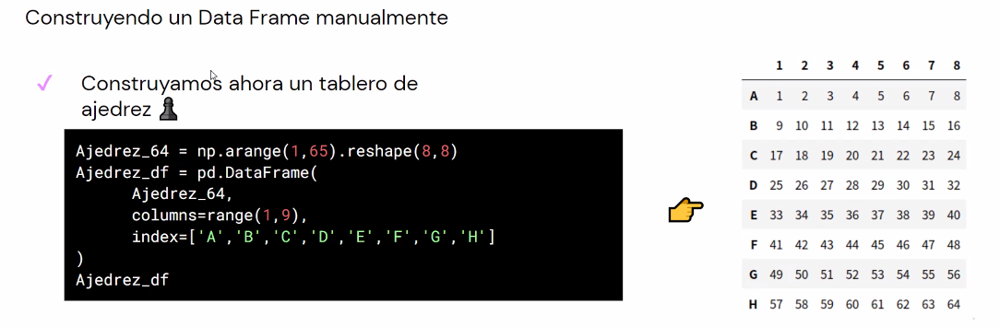 Construyendo un Data Frame manualmente
Construyamos ahora un tablero de
ajedrez
Ajedrez_64 = np.arange(1,65).reshape(8,8)
Ajedrez_df = pd.DataFrame(
Ajedrez_64,
columns=range(1,9),
index=['A','B','C','D','E','F','G','H']
)
Ajedrez_df
1 2 3 4 5 6 7 8
A 1 2 3 4 5 6 7 8
B 9 10 11 12 13 14 15 16
C 17 18 19 20 21 22 23 24
D 25 26 27 28 29 30 31 32
E 33 34 35 36 37 38 39 40
F 41 42 43 44 45 46 47 48
G 49 50 51 52 53 54 55 56
H 57 58 59 60 61 62 63 64